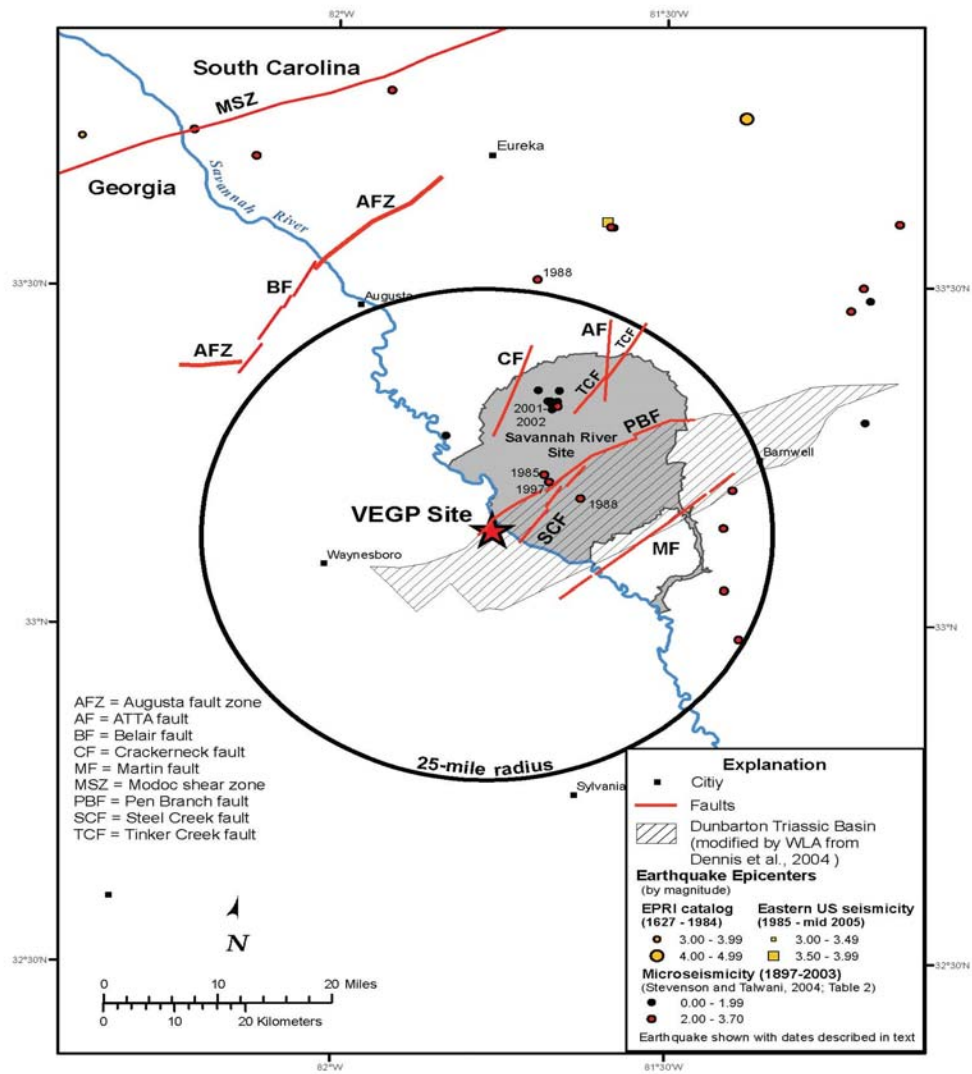 82°W
81°30'W
South Carolina
MSZ
Eureka
Savannah
River
Georgia
AFZ
1988
33°30'N
33°30'N
BF
Augusta
AF
TCF
CF
AFZ
TCF
2001-
2002
PBF
Savannah River
Site
Barnwell
1985
1997
1988
VEGP Site
SCF
MF
Waynesboro
33°N
33°N
AFZ = Augusta fault zone
AF = ATTA fault
BF = Belair fault
CF = Crackerneck fault
MF = Martin fault
MSZ = Modoc shear zone
PBF = Pen Branch fault
SCF = Steel Creek fault
TCF = Tinker Creek fault
25-mile radius
Sylvania
Explanation
Citiy
Faults
Dunbarton Triassic Basin
(modified by WLA from
Dennis et al., 2004 )
Earthquake Epicenters
(by magnitude)
EPRI catalog
(1627 - 1984)
3.00 - 3.99
4.00 - 4.99
Eastern US seismicity
(1985 - mid 2005)
3.00 - 3.49
3.50 - 3.99
Microseismicity (1897-2003)
(Stevenson and Talwani, 2004; Table 2)
0.00 - 1.99
2.00 - 3.70
Earthquake shown with dates described in text
N
32°30'N
32°30'N
0 10 20 Miles
0 10 20 Kilometers
82°W
81°30'W